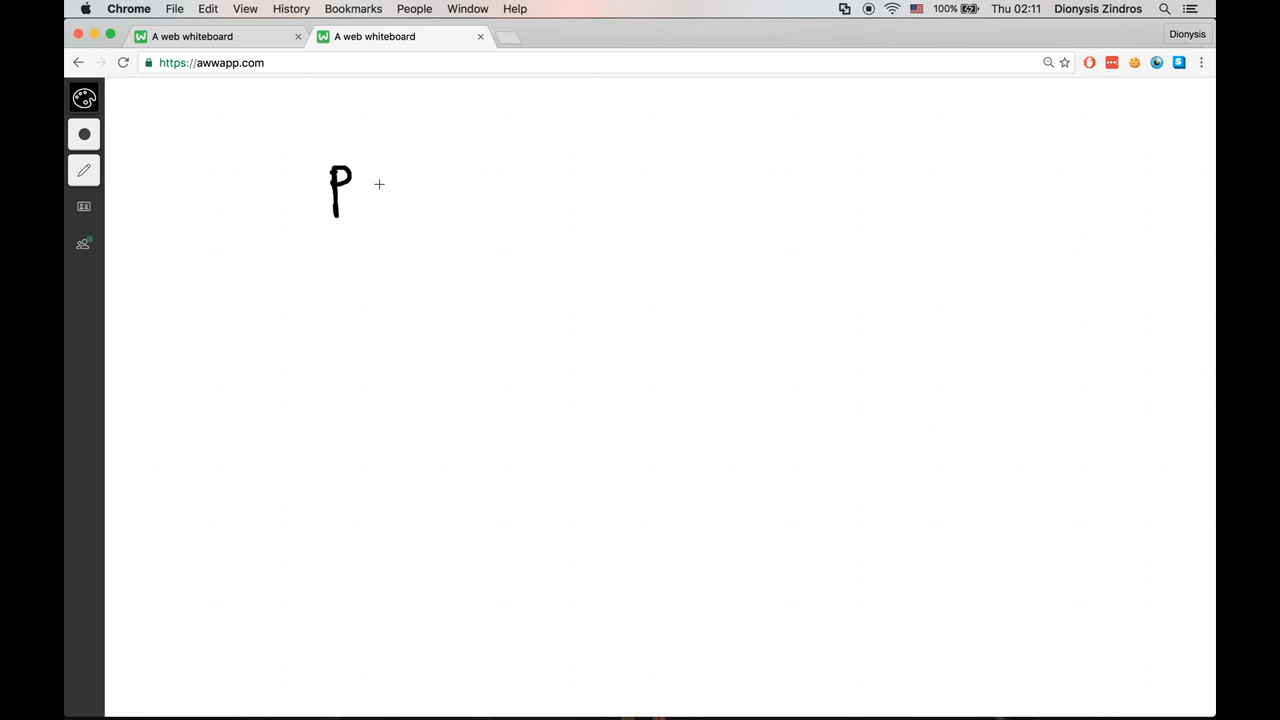 Chrome File Edit View History Bookmarks People Window Help 100% Thu 02:11 Dionysis Zindros
A web whiteboard A web whiteboard Dionysis
https://awwapp.com
P